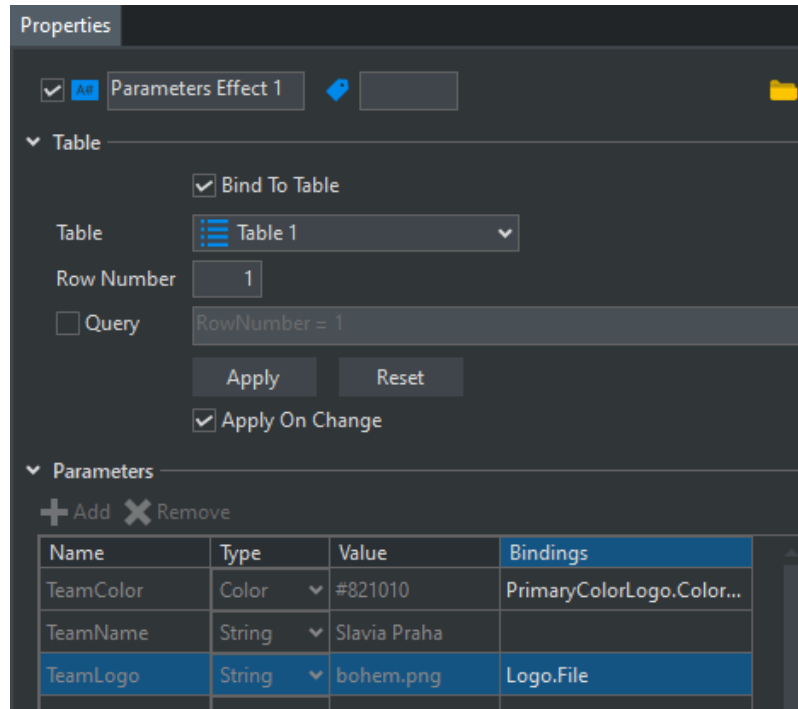 Properties
A# Parameters Effect 1
Table
Bind To Table
Table Table 1
Row Number 1
Query RowNumber = 1
Apply Reset
Apply On Change
Parameters
Add Remove
Name Type Value Bindings
TeamColor Color #821010 PrimaryColorLogo.Color...
TeamName String Slavia Praha
TeamLogo String bohem.png Logo.File